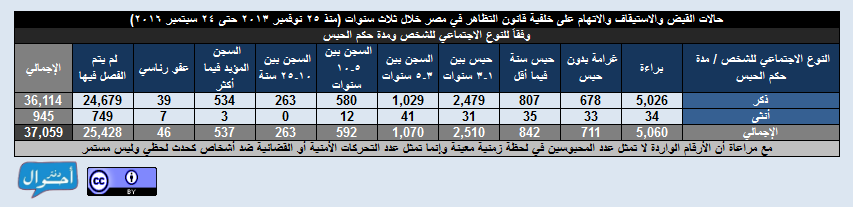 حالات القبض والاستيقاف والاتهام على خلفية قانون التظاهر في مصر خلال ثلاث سنوات (منذ ٢٥ نوفمبر ٢٠١٣ حتى ٢٤ سبتمبر ٢٠١٦)
وفقاً للنوع الاجتماعي للشخص ومدة حكم الحبس
النوع الاجتماعي للشخص / مدة حكم الحبس | براءة | غرامة بدون حبس | حبس سنة فيما أقل | حبس بين ١-٣ سنوات | السجن بين ٣-٥ سنوات | السجن بين ٥-١٠ سنوات | السجن بين ١٠-٢٥ سنة | السجن المؤبد فيما أكثر | عفو رئاسي | لم يتم الفصل فيها | الإجمالي
ذكر | 5,026 | 678 | 807 | 2,479 | 1,029 | 580 | 263 | 534 | 39 | 24,679 | 36,114
أنثى | 34 | 33 | 35 | 31 | 41 | 12 | 0 | 3 | 7 | 749 | 945
الإجمالي | 5,060 | 711 | 842 | 2,510 | 1,070 | 592 | 263 | 537 | 46 | 25,428 | 37,059
مع مراعاة أن الأرقام الواردة لا تمثل عدد المحبوسين في لحظة زمنية معينة وإنما تمثل عدد التحركات الأمنية أو القضائية ضد أشخاص كحدث لحظي وليس مستمر
دفتر أحوال
cc
BY